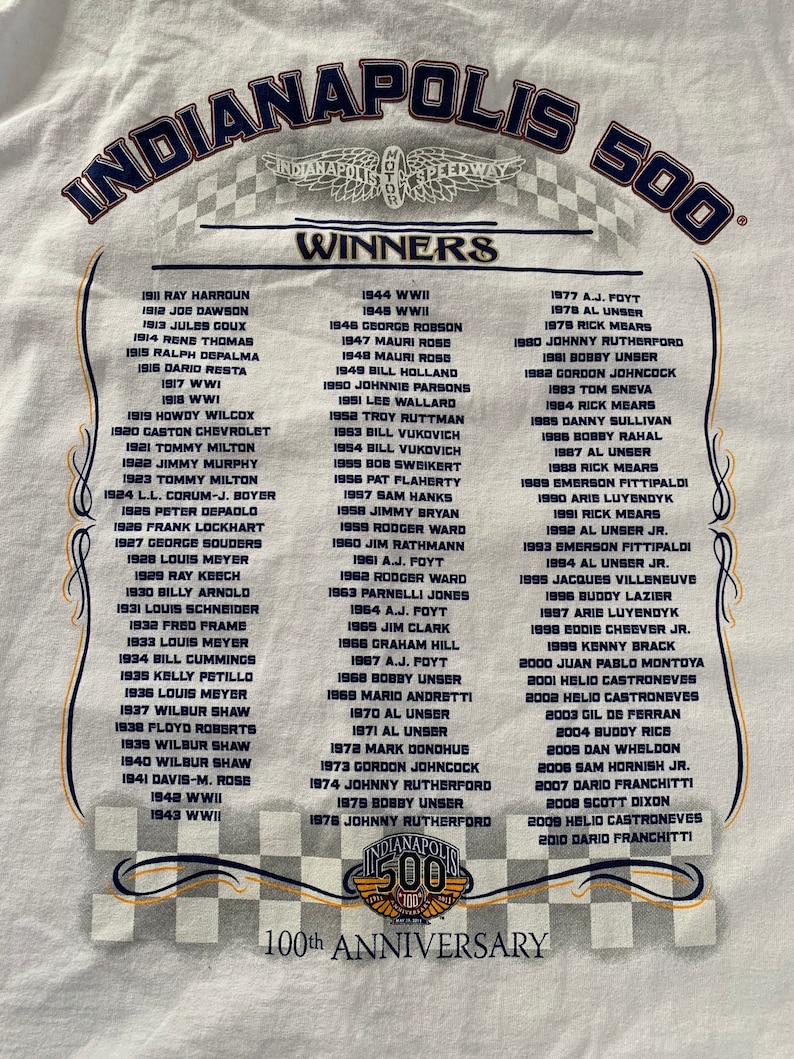 INDIANAPOLIS 500®
INDIANAPOLIS MOTOR SPEEDWAY
WINNERS
1911 RAY HARROUN
1912 JOE DAWSON
1913 JULES GOUX
1914 RENE THOMAS
1915 RALPH DEPALMA
1916 DARIO RESTA
1917 WWI
1918 WWI
1919 HOWDY WILCOX
1920 GASTON CHEVROLET
1921 TOMMY MILTON
1922 JIMMY MURPHY
1923 TOMMY MILTON
1924 L.L. CORUM-J. BOYER
1925 PETER DEPAOLO
1926 FRANK LOCKHART
1927 GEORGE SOUDERS
1928 LOUIS MEYER
1929 RAY KEECH
1930 BILLY ARNOLD
1931 LOUIS SCHNEIDER
1932 FRED FRAME
1933 LOUIS MEYER
1934 BILL CUMMINGS
1935 KELLY PETILLO
1936 LOUIS MEYER
1937 WILBUR SHAW
1938 FLOYD ROBERTS
1939 WILBUR SHAW
1940 WILBUR SHAW
1941 DAVIS-M. ROSE
1942 WWII
1943 WWII
1944 WWII
1945 WWII
1946 GEORGE ROBSON
1947 MAURI ROSE
1948 MAURI ROSE
1949 BILL HOLLAND
1950 JOHNNIE PARSONS
1951 LEE WALLARD
1952 TROY RUTTMAN
1953 BILL VUKOVICH
1954 BILL VUKOVICH
1955 BOB SWEIKERT
1956 PAT FLAHERTY
1957 SAM HANKS
1958 JIMMY BRYAN
1959 RODGER WARD
1960 JIM RATHMANN
1961 A.J. FOYT
1962 RODGER WARD
1963 PARNELLI JONES
1964 A.J. FOYT
1965 JIM CLARK
1966 GRAHAM HILL
1967 A.J. FOYT
1968 BOBBY UNSER
1969 MARIO ANDRETTI
1970 AL UNSER
1971 AL UNSER
1972 MARK DONOHUE
1973 GORDON JOHNCOCK
1974 JOHNNY RUTHERFORD
1975 BOBBY UNSER
1976 JOHNNY RUTHERFORD
1977 A.J. FOYT
1978 AL UNSER
1979 RICK MEARS
1980 JOHNNY RUTHERFORD
1981 BOBBY UNSER
1982 GORDON JOHNCOCK
1983 TOM SNEVA
1984 RICK MEARS
1985 DANNY SULLIVAN
1986 BOBBY RAHAL
1987 AL UNSER
1988 RICK MEARS
1989 EMERSON FITTIPALDI
1990 ARIE LUYENDYK
1991 RICK MEARS
1992 AL UNSER JR.
1993 EMERSON FITTIPALDI
1994 AL UNSER JR.
1995 JACQUES VILLENEUVE
1996 BUDDY LAZIER
1997 ARIE LUYENDYK
1998 EDDIE CHEEVER JR.
1999 KENNY BRACK
2000 JUAN PABLO MONTOYA
2001 HELIO CASTRONEVES
2002 HELIO CASTRONEVES
2003 GIL DE FERRAN
2004 BUDDY RICE
2005 DAN WHELDON
2006 SAM HORNISH JR.
2007 DARIO FRANCHITTI
2008 SCOTT DIXON
2009 HELIO CASTRONEVES
2010 DARIO FRANCHITTI
INDIANAPOLIS
500
1911 100th 2011
ANNIVERSARY
100th ANNIVERSARY